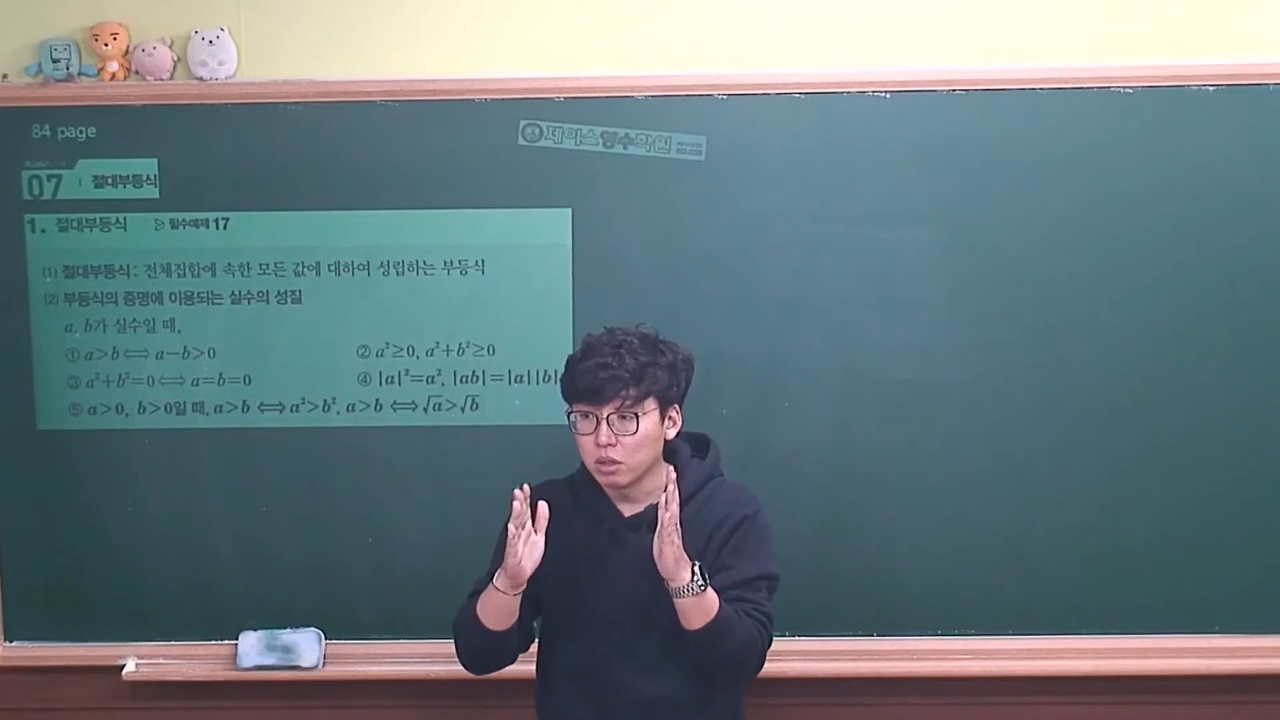 84 page
제이스영수학원
07 절대부등식
1. 절대부등식 ▷ 필수예제 17
(1) 절대부등식 : 전체집합에 속한 모든 값에 대하여 성립하는 부등식
(2) 부등식의 증명에 이용되는 실수의 성질
a, b가 실수일 때,
① a>b⟺a−b>0 ② a²≥0, a²+b²≥0
③ a²+b²=0⟺a=b=0 ④ |a|²=a², |ab|=|a||b|
⑤ a>0, b>0일 때, a>b⟺a²>b², a>b⟺√a>√b